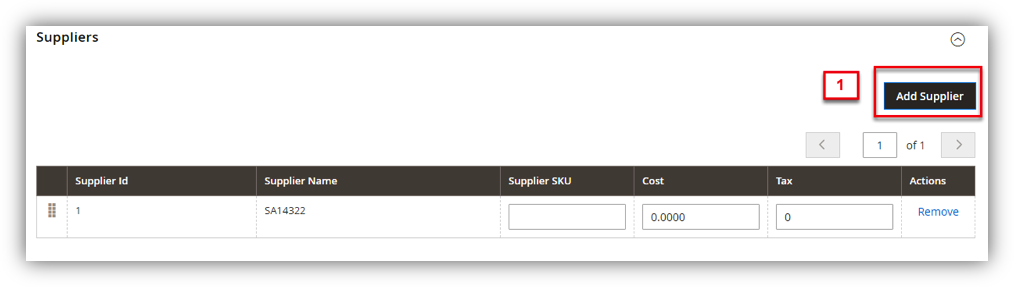 Suppliers
1
Add Supplier
1 of 1
Supplier Id Supplier Name Supplier SKU Cost Tax Actions
1 SA14322 0.0000 0 Remove